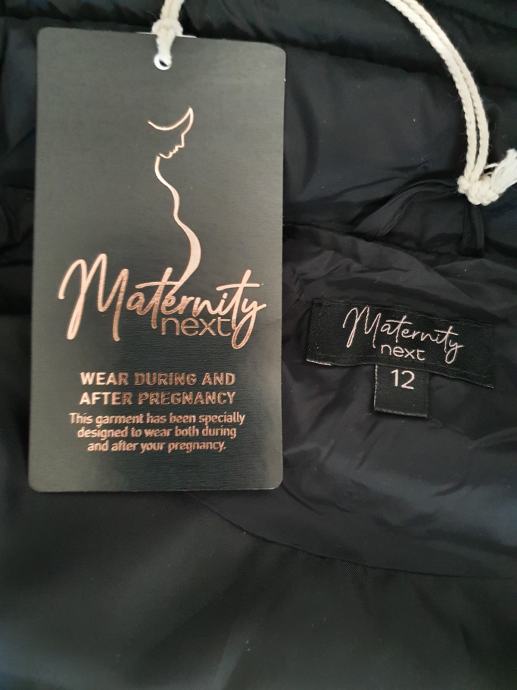 Maternity
next
WEAR DURING AND
AFTER PREGNANCY
This garment has been specially
designed to wear both during
and after your pregnancy.
Maternity
next
12